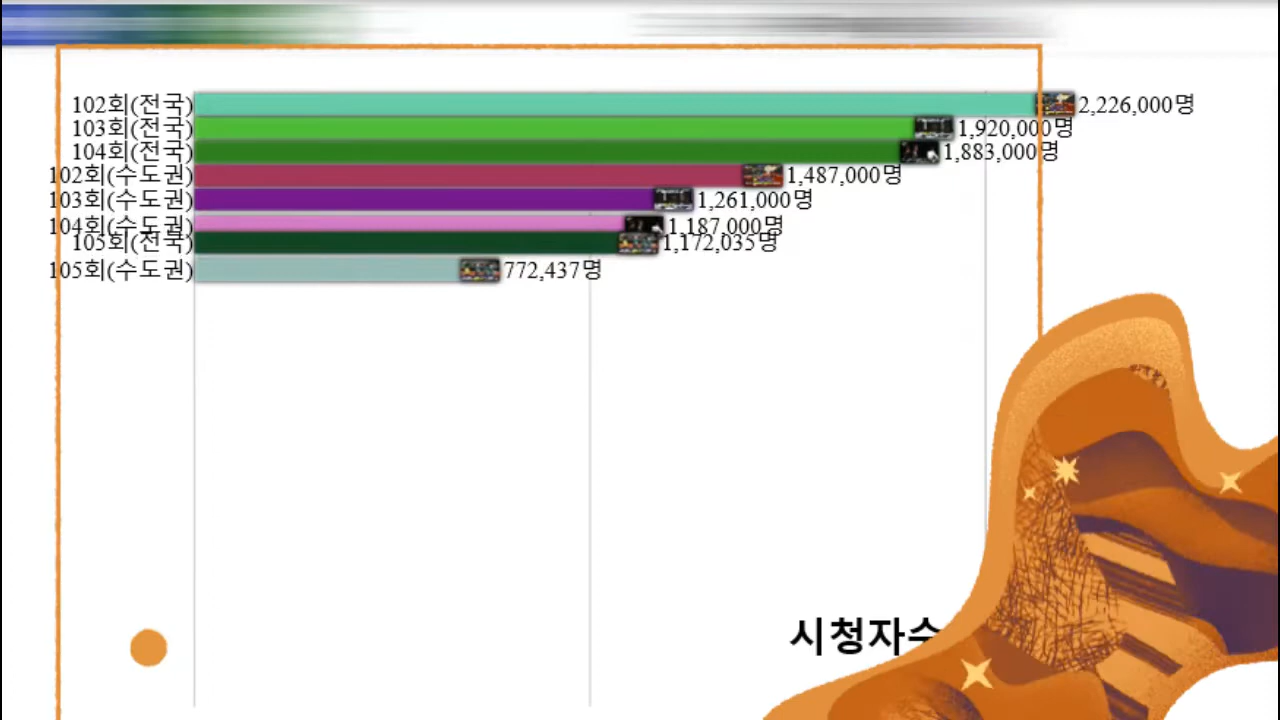 102회(전국) 2,226,000명
103회(전국) 1,920,000명
104회(전국) 1,883,000명
102회(수도권) 1,487,000명
103회(수도권) 1,261,000명
104회(수도권) 1,187,000명
105회(전국) 1,172,035명
105회(수도권) 772,437명
시청자수